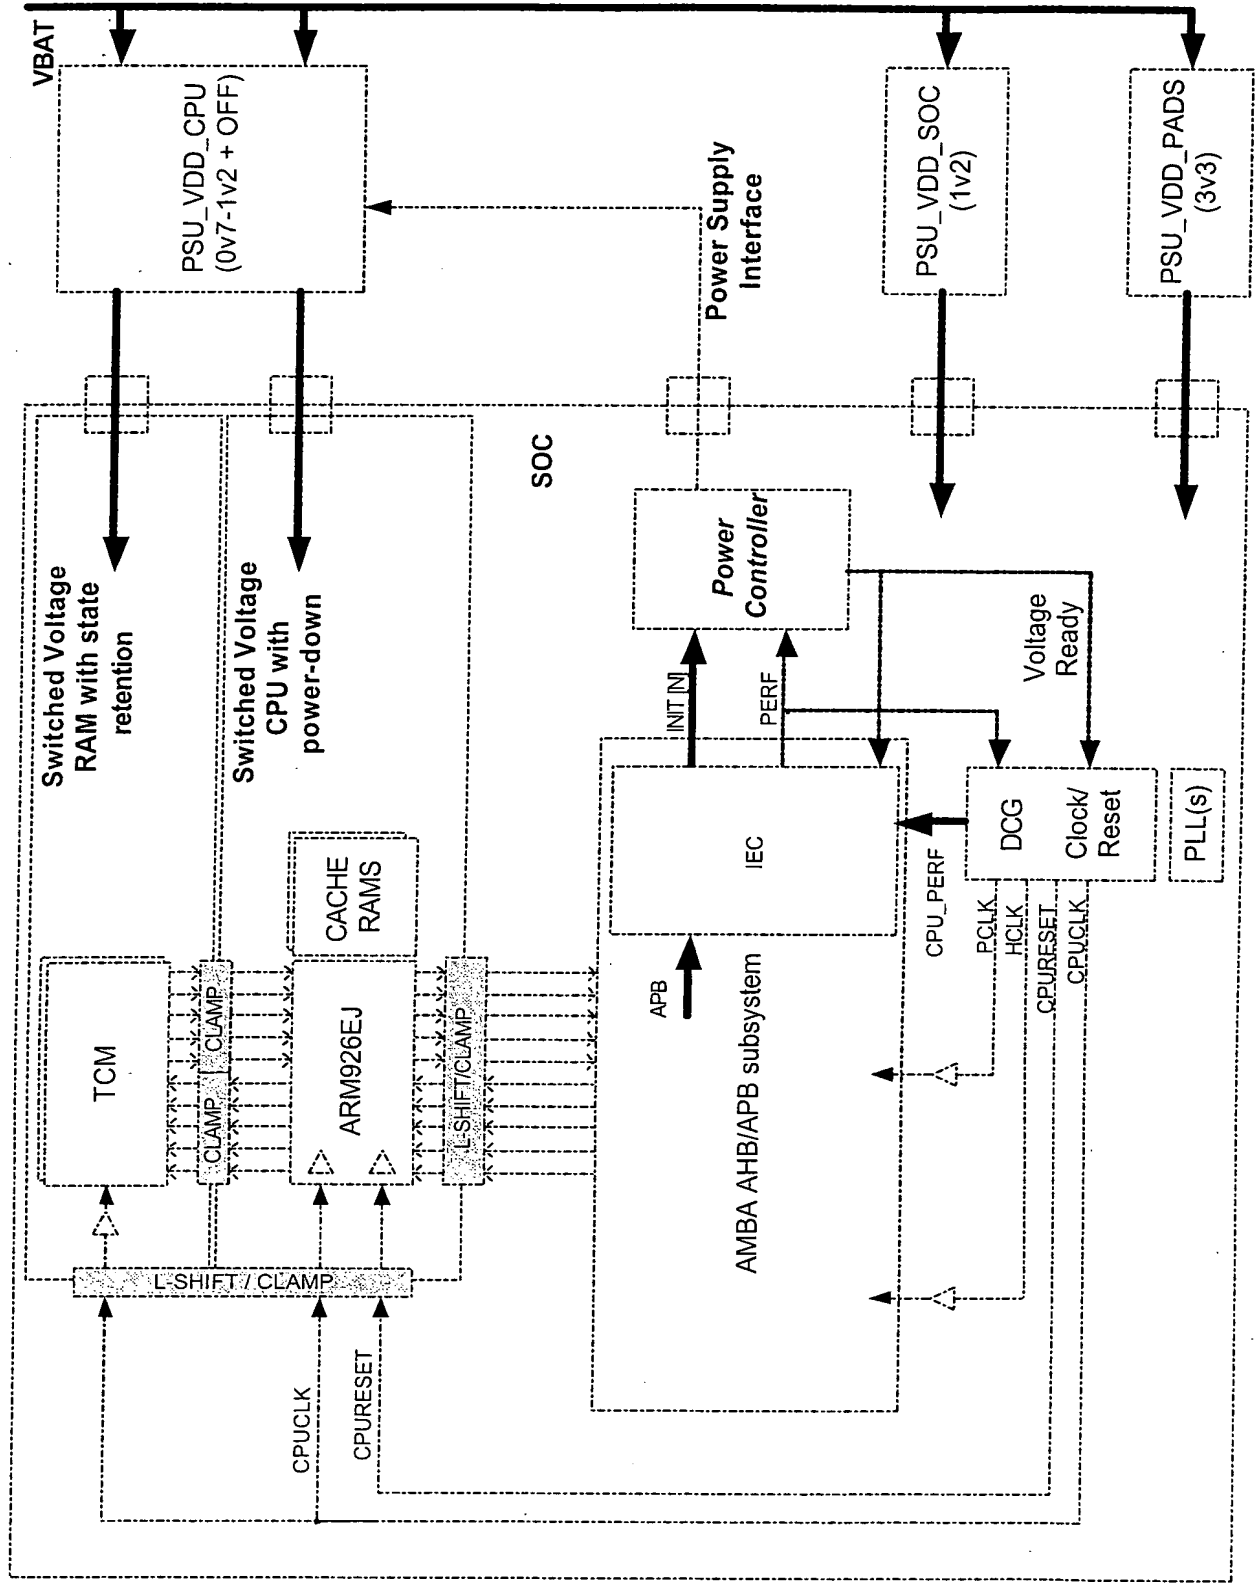 VBAT
PSU_VDD_CPU
(0v7-1v2 + OFF)
Power Supply
Interface
PSU_VDD_SOC
(1v2)
PSU_VDD_PADS
(3v3)
Switched Voltage
RAM with state
retention
Switched Voltage
CPU with
power-down
SOC
Power
Controller
INIT [N]
PERF
Voltage
Ready
TCM
CLAMP
CLAMP
CACHE
RAMS
ARM926EJ
L-SHIFT/CLAMP
L-SHIFT / CLAMP
IEC
APB
AMBA AHB/APB subsystem
CPU_PERF
DCG
Clock/
Reset
PLL(s)
PCLK
HCLK
CPURESET
CPUCLK
CPUCLK
CPURESET